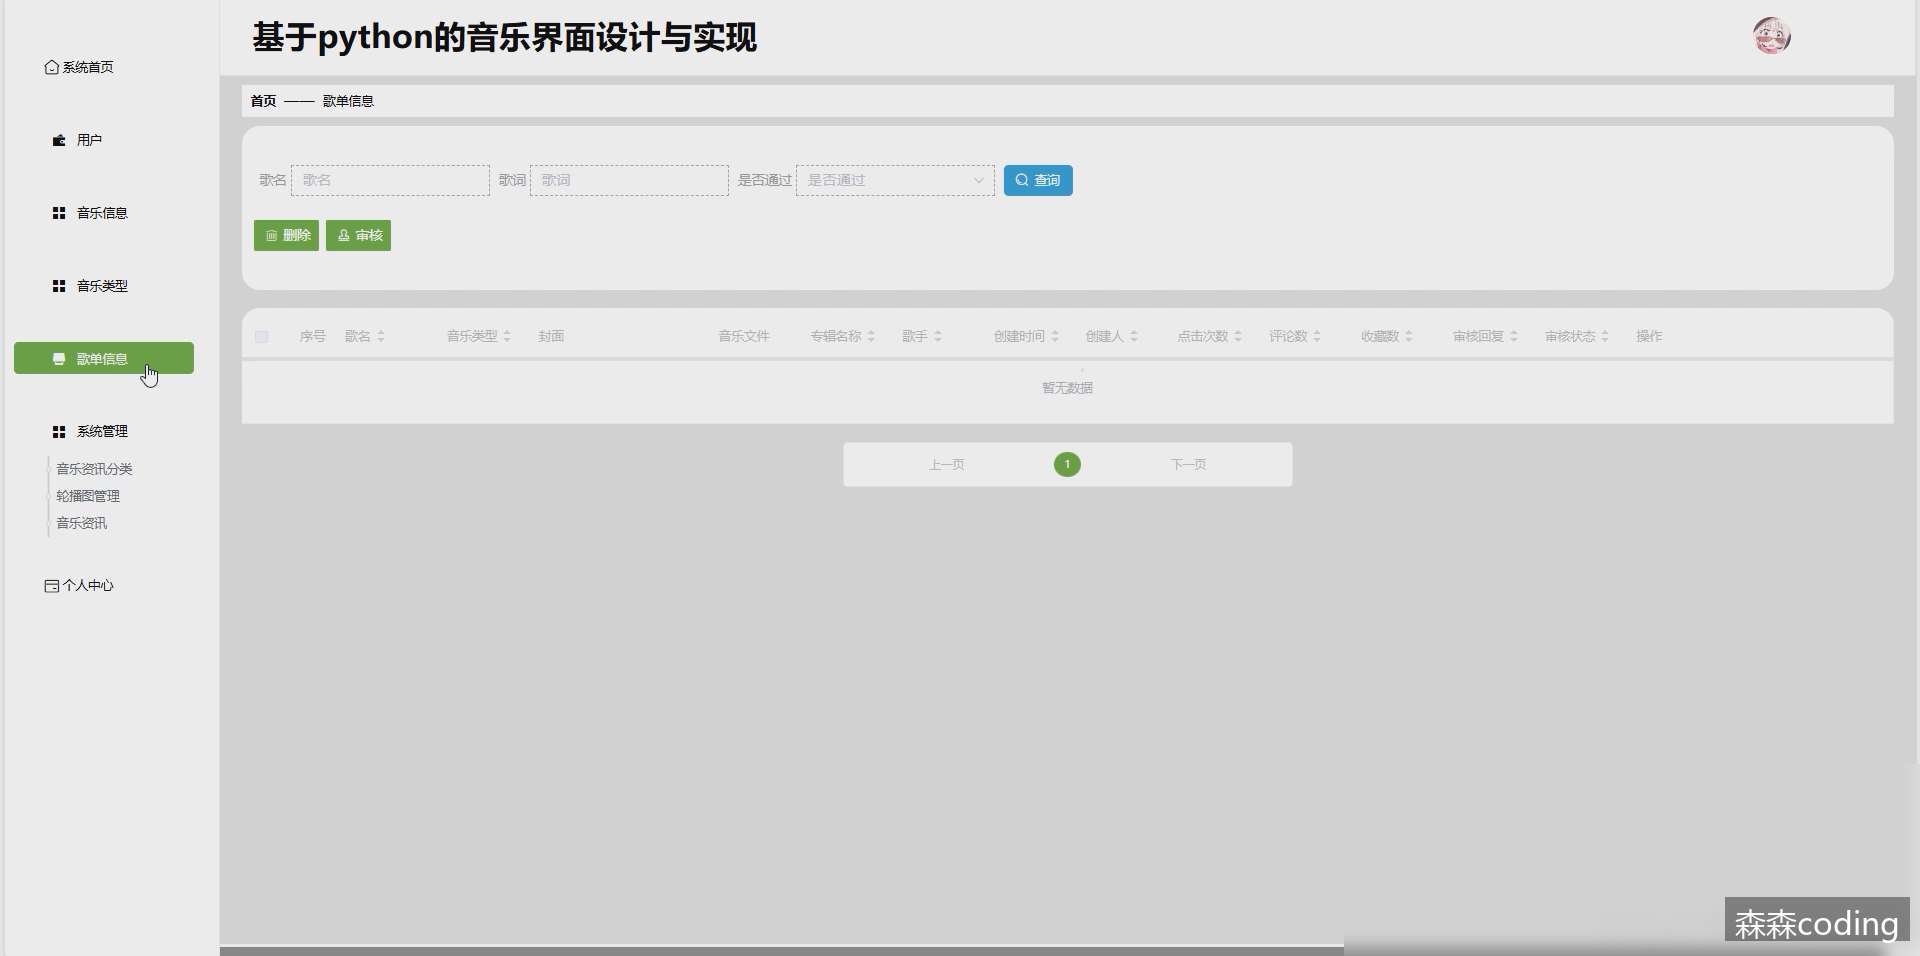 基于python的音乐界面设计与实现
系统首页
用户
音乐信息
音乐类型
歌单信息
系统管理
音乐资讯分类
轮播图管理
音乐资讯
个人中心
首页 —— 歌单信息
歌名 歌名 歌词 歌词 是否通过 是否通过 查询
删除 审核
序号 歌名 音乐类型 封面 音乐文件 专辑名称 歌手 创建时间 创建人 点击次数 评论数 收藏数 审核回复 审核状态 操作
暂无数据
上一页 1 下一页
森森coding